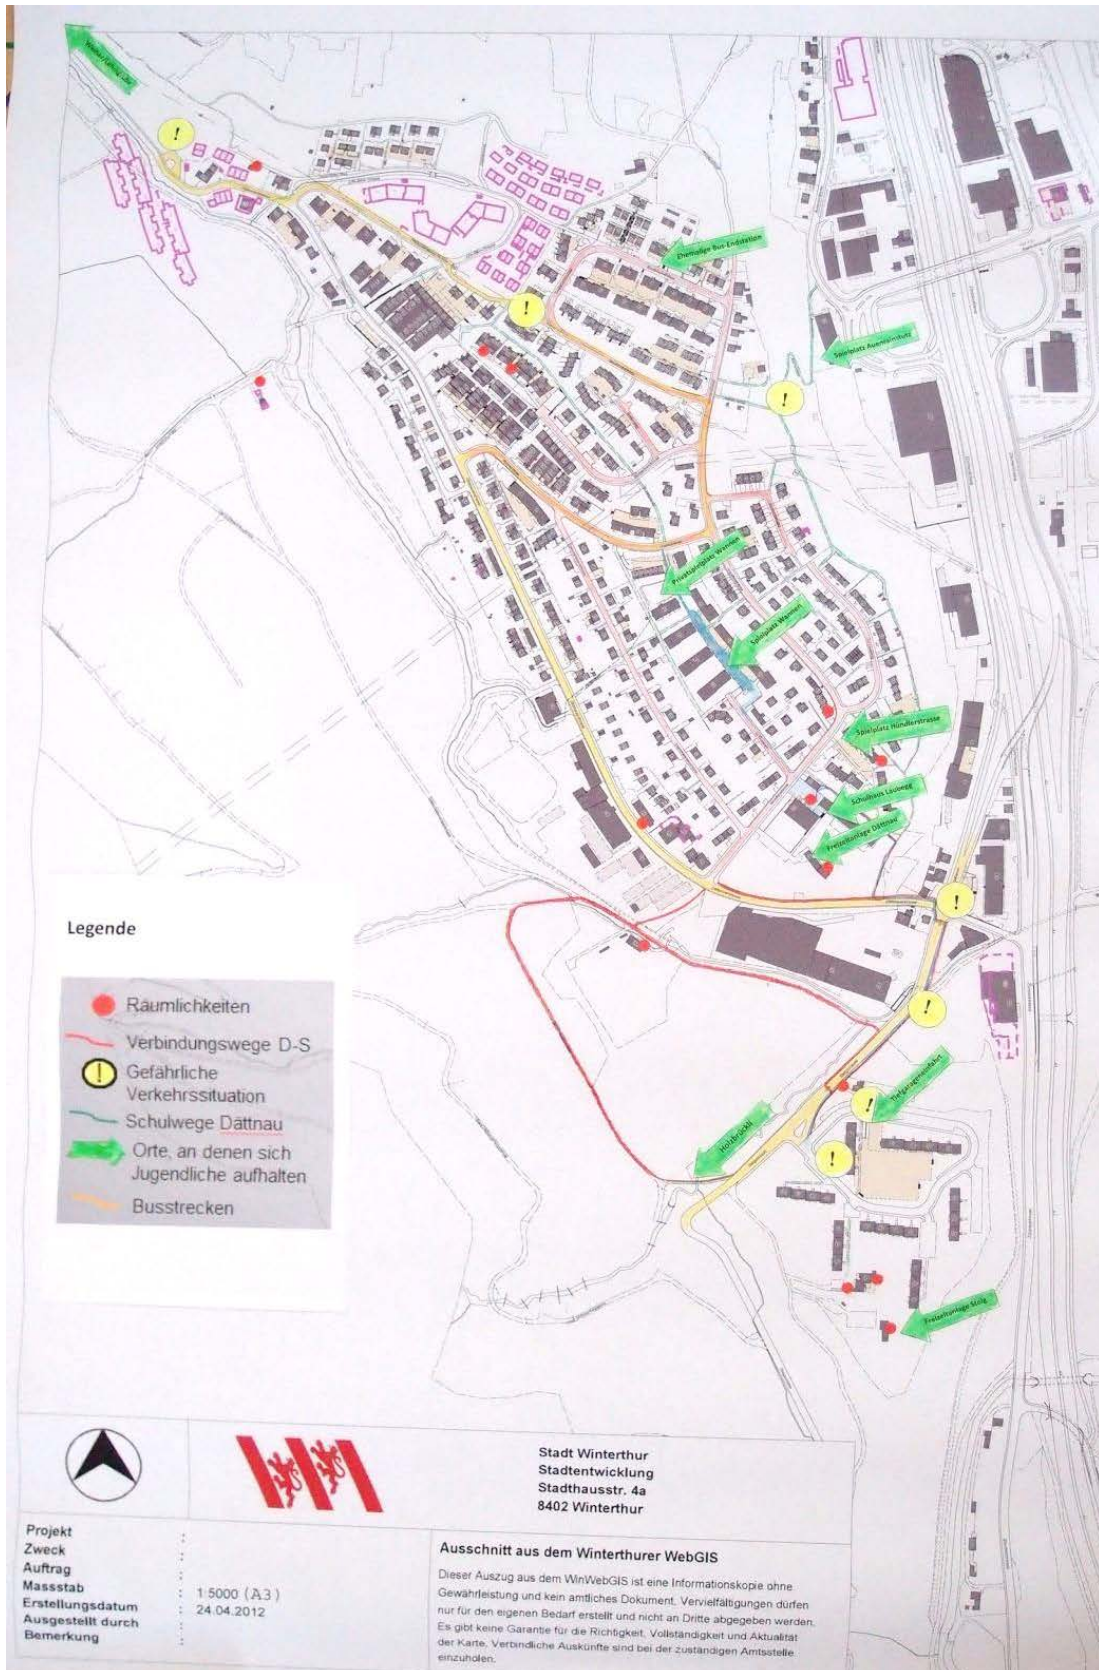 Ehemalige Bus-Endstation
Spielplatz Ruenisimstutz
Privatspielplatz Wannen
Spielplatz Wannen
Spielplatz Hündlerstrasse
Schulhaus Laubegg
Freizeitanlage Dättnau
Tiefgarageneinfahrt
Holzbrückli
Freizeitanlage Steig
!
!
!
!
!
!
!
Legende
Räumlichkeiten
Verbindungswege D-S
! Gefährliche
Verkehrssituation
Schulwege Dättnau
Orte, an denen sich
Jugendliche aufhalten
Busstrecken
Stadt Winterthur
Stadtentwicklung
Stadthausstr. 4a
8402 Winterthur
Projekt :
Zweck :
Auftrag :
Massstab : 1:5000 (A3)
Erstellungsdatum : 24.04.2012
Ausgestellt durch :
Bemerkung :
Ausschnitt aus dem Winterthurer WebGIS
Dieser Auszug aus dem WinWebGIS ist eine Informationskopie ohne
Gewährleistung und kein amtliches Dokument. Vervielfältigungen dürfen
nur für den eigenen Bedarf erstellt und nicht an Dritte abgegeben werden.
Es gibt keine Garantie für die Richtigkeit, Vollständigkeit und Aktualität
der Karte. Verbindliche Auskünfte sind bei der zuständigen Amtsstelle
einzuholen.